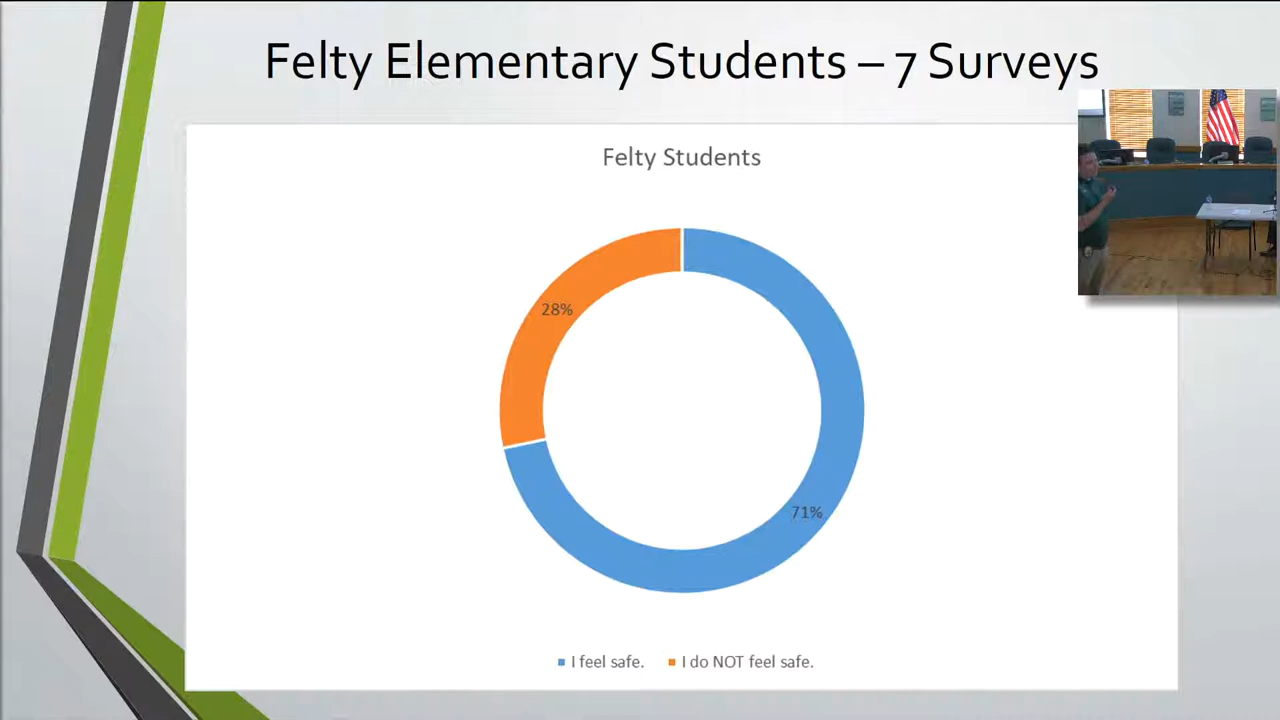 Felty Elementary Students – 7 Surveys
Felty Students
28%
71%
I feel safe.
I do NOT feel safe.